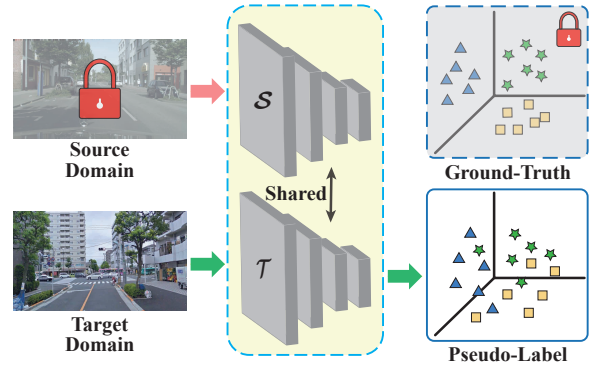 S
Source
Domain
Ground-Truth
Shared
T
Target
Domain
Pseudo-Label